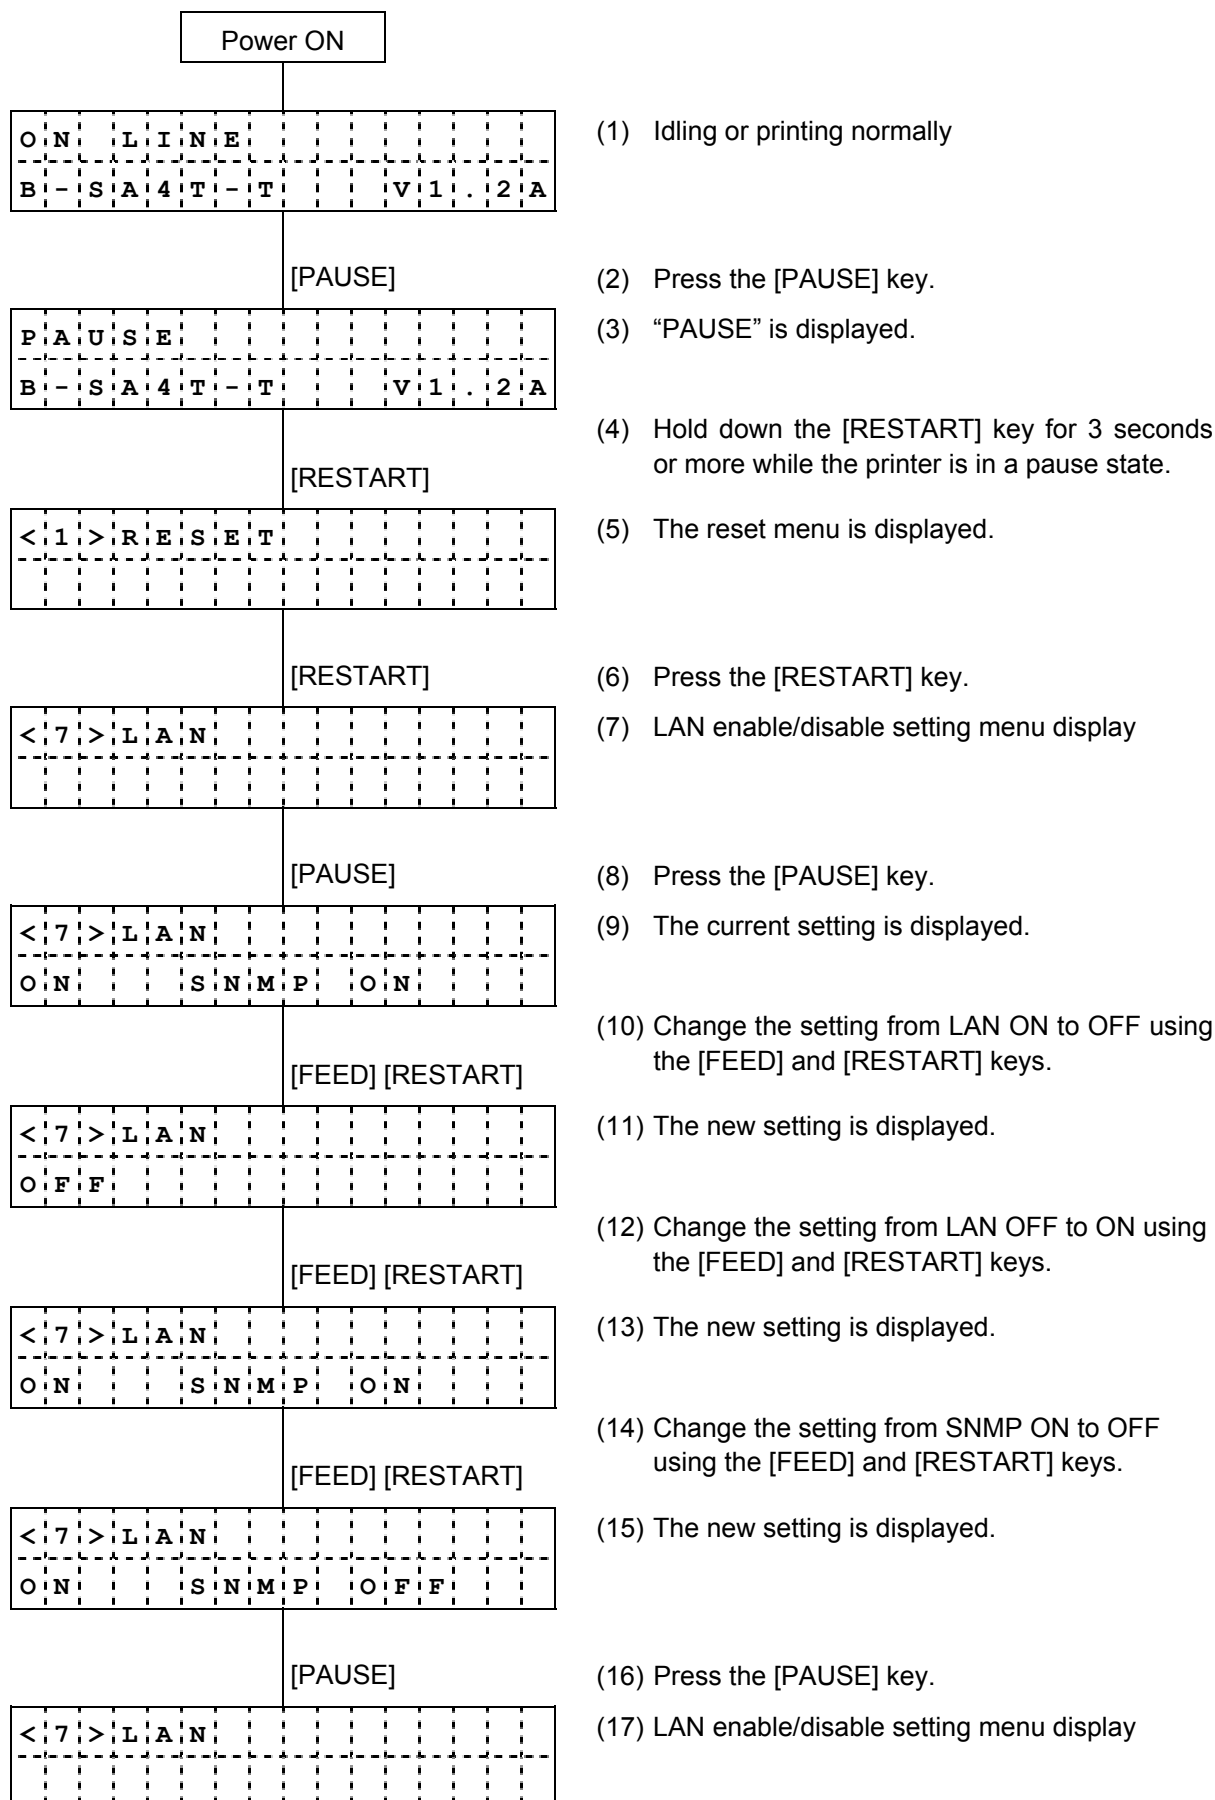 Power ON
ON LINE
B-SA4T-T   V1.2A
(1) Idling or printing normally
[PAUSE]
(2) Press the [PAUSE] key.
PAUSE
B-SA4T-T   V1.2A
(3) “PAUSE” is displayed.
(4) Hold down the [RESTART] key for 3 seconds
or more while the printer is in a pause state.
[RESTART]
<1>RESET
(5) The reset menu is displayed.
[RESTART]
(6) Press the [RESTART] key.
<7>LAN
(7) LAN enable/disable setting menu display
[PAUSE]
(8) Press the [PAUSE] key.
<7>LAN
ON   SNMP ON
(9) The current setting is displayed.
(10) Change the setting from LAN ON to OFF using
the [FEED] and [RESTART] keys.
[FEED] [RESTART]
<7>LAN
OFF
(11) The new setting is displayed.
(12) Change the setting from LAN OFF to ON using
the [FEED] and [RESTART] keys.
[FEED] [RESTART]
<7>LAN
ON   SNMP ON
(13) The new setting is displayed.
(14) Change the setting from SNMP ON to OFF
using the [FEED] and [RESTART] keys.
[FEED] [RESTART]
<7>LAN
ON   SNMP OFF
(15) The new setting is displayed.
[PAUSE]
(16) Press the [PAUSE] key.
<7>LAN
(17) LAN enable/disable setting menu display